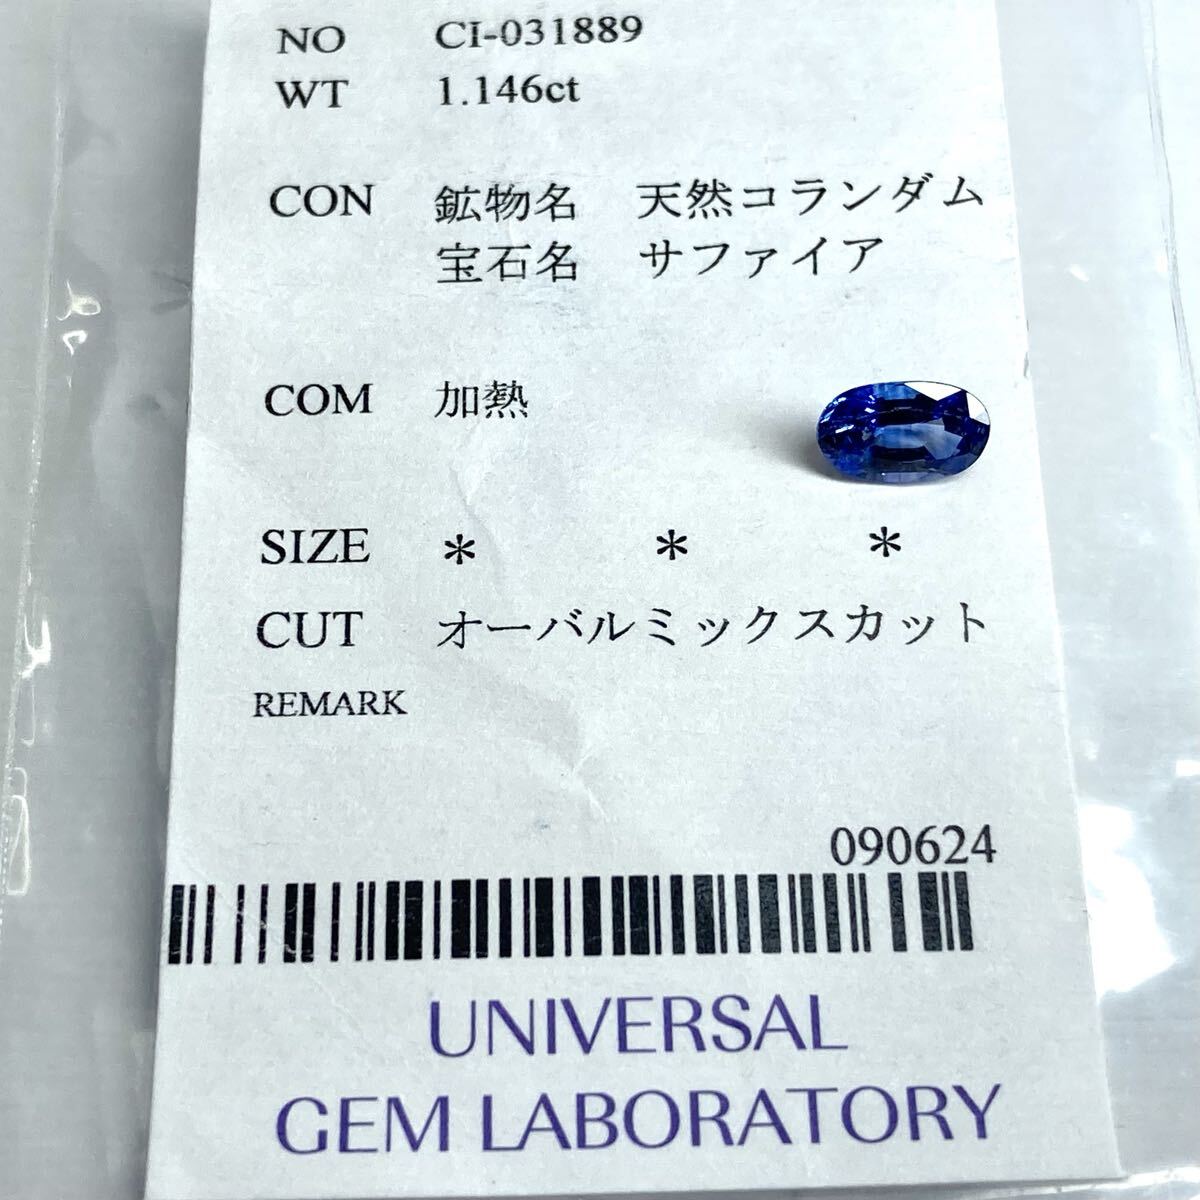 NO CI-031889
WT 1.146ct
CON 鉱物名 天然コランダム
宝石名 サファイア
COM 加熱
SIZE * * *
CUT オーバルミックスカット
REMARK
090624
UNIVERSAL
GEM LABORATORY